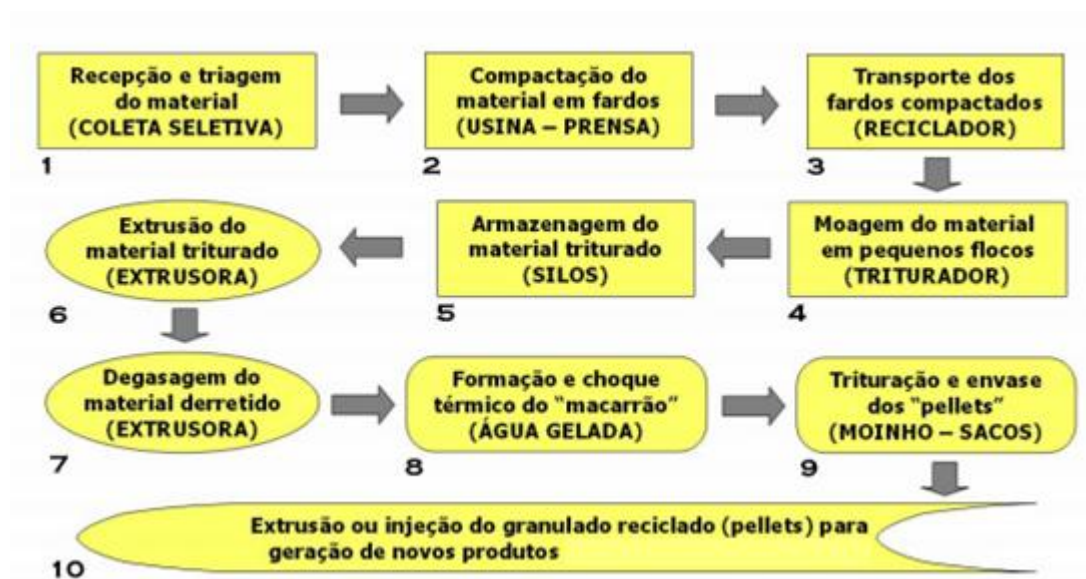 Recepção e triagem
do material
(COLETA SELETIVA)
1
Compactação do
material em fardos
(USINA – PRENSA)
2
Transporte dos
fardos compactados
(RECICLADOR)
3
Moagem do material
em pequenos flocos
(TRITURADOR)
4
Armazenagem do
material triturado
(SILOS)
5
Extrusão do
material triturado
(EXTRUSORA)
6
Degasagem do
material derretido
(EXTRUSORA)
7
Formação e choque
térmico do “macarrão”
(ÁGUA GELADA)
8
Trituração e envase
dos “pellets”
(MOINHO – SACOS)
9
Extrusão ou injeção do granulado reciclado (pellets) para
geração de novos produtos
10